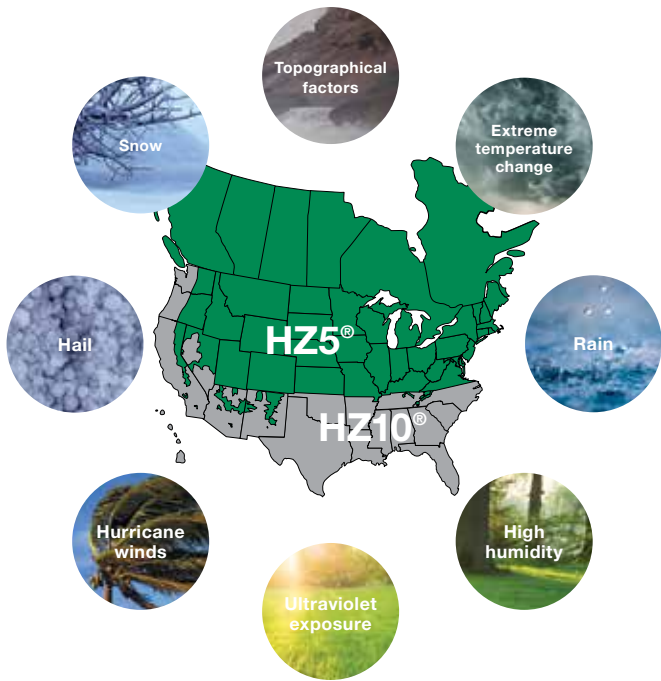 Topographical
factors
Snow
Extreme
temperature
change
HZ5®
Hail
Rain
HZ10®
Hurricane
winds
High
humidity
Ultraviolet
exposure